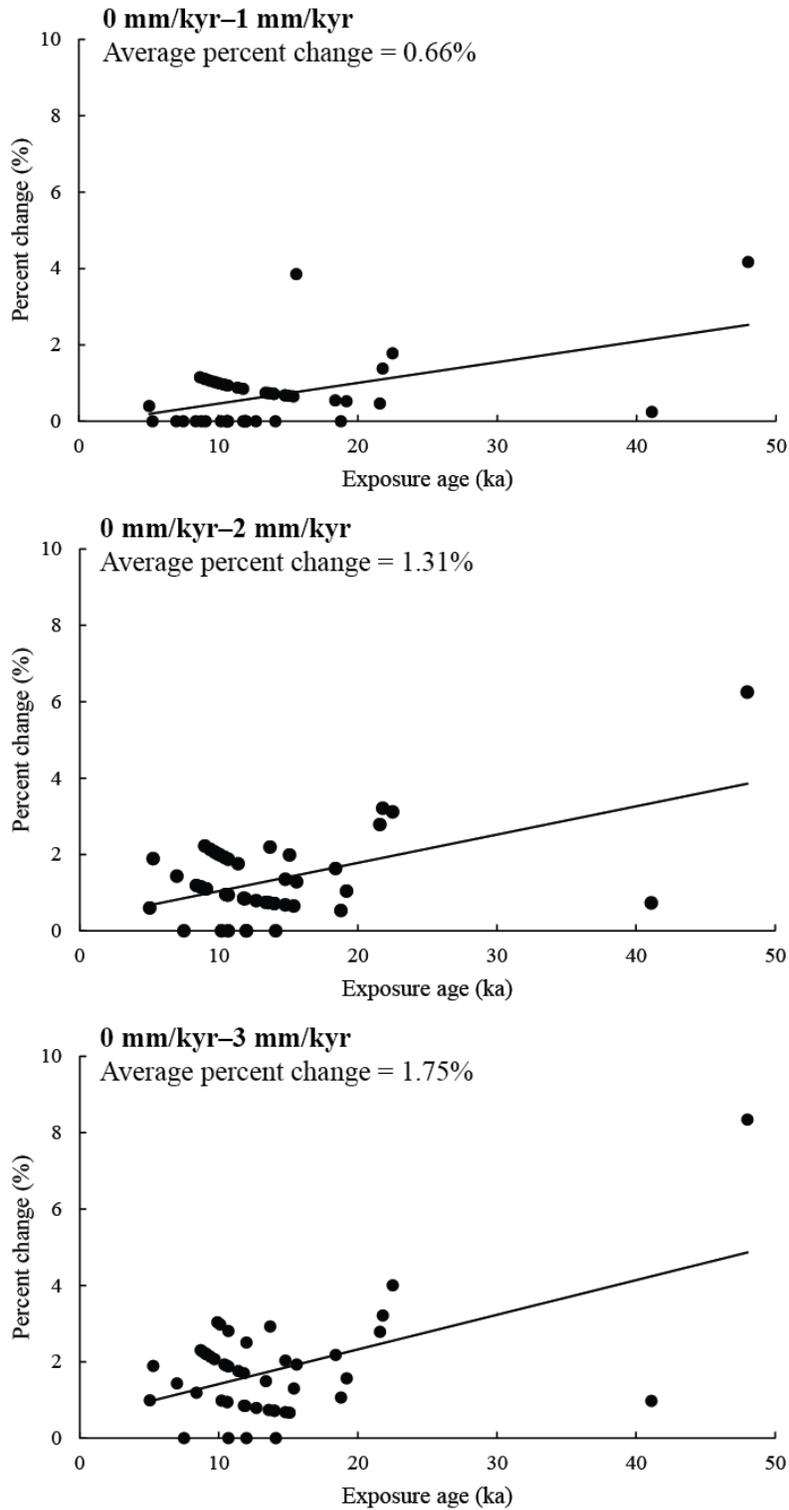 0 mm/kyr–1 mm/kyr
Average percent change = 0.66%
10
8
6
4
2
0
Percent change (%)
0 10 20 30 40 50
Exposure age (ka)
0 mm/kyr–2 mm/kyr
Average percent change = 1.31%
10
8
6
4
2
0
Percent change (%)
0 10 20 30 40 50
Exposure age (ka)
0 mm/kyr–3 mm/kyr
Average percent change = 1.75%
10
8
6
4
2
0
Percent change (%)
0 10 20 30 40 50
Exposure age (ka)